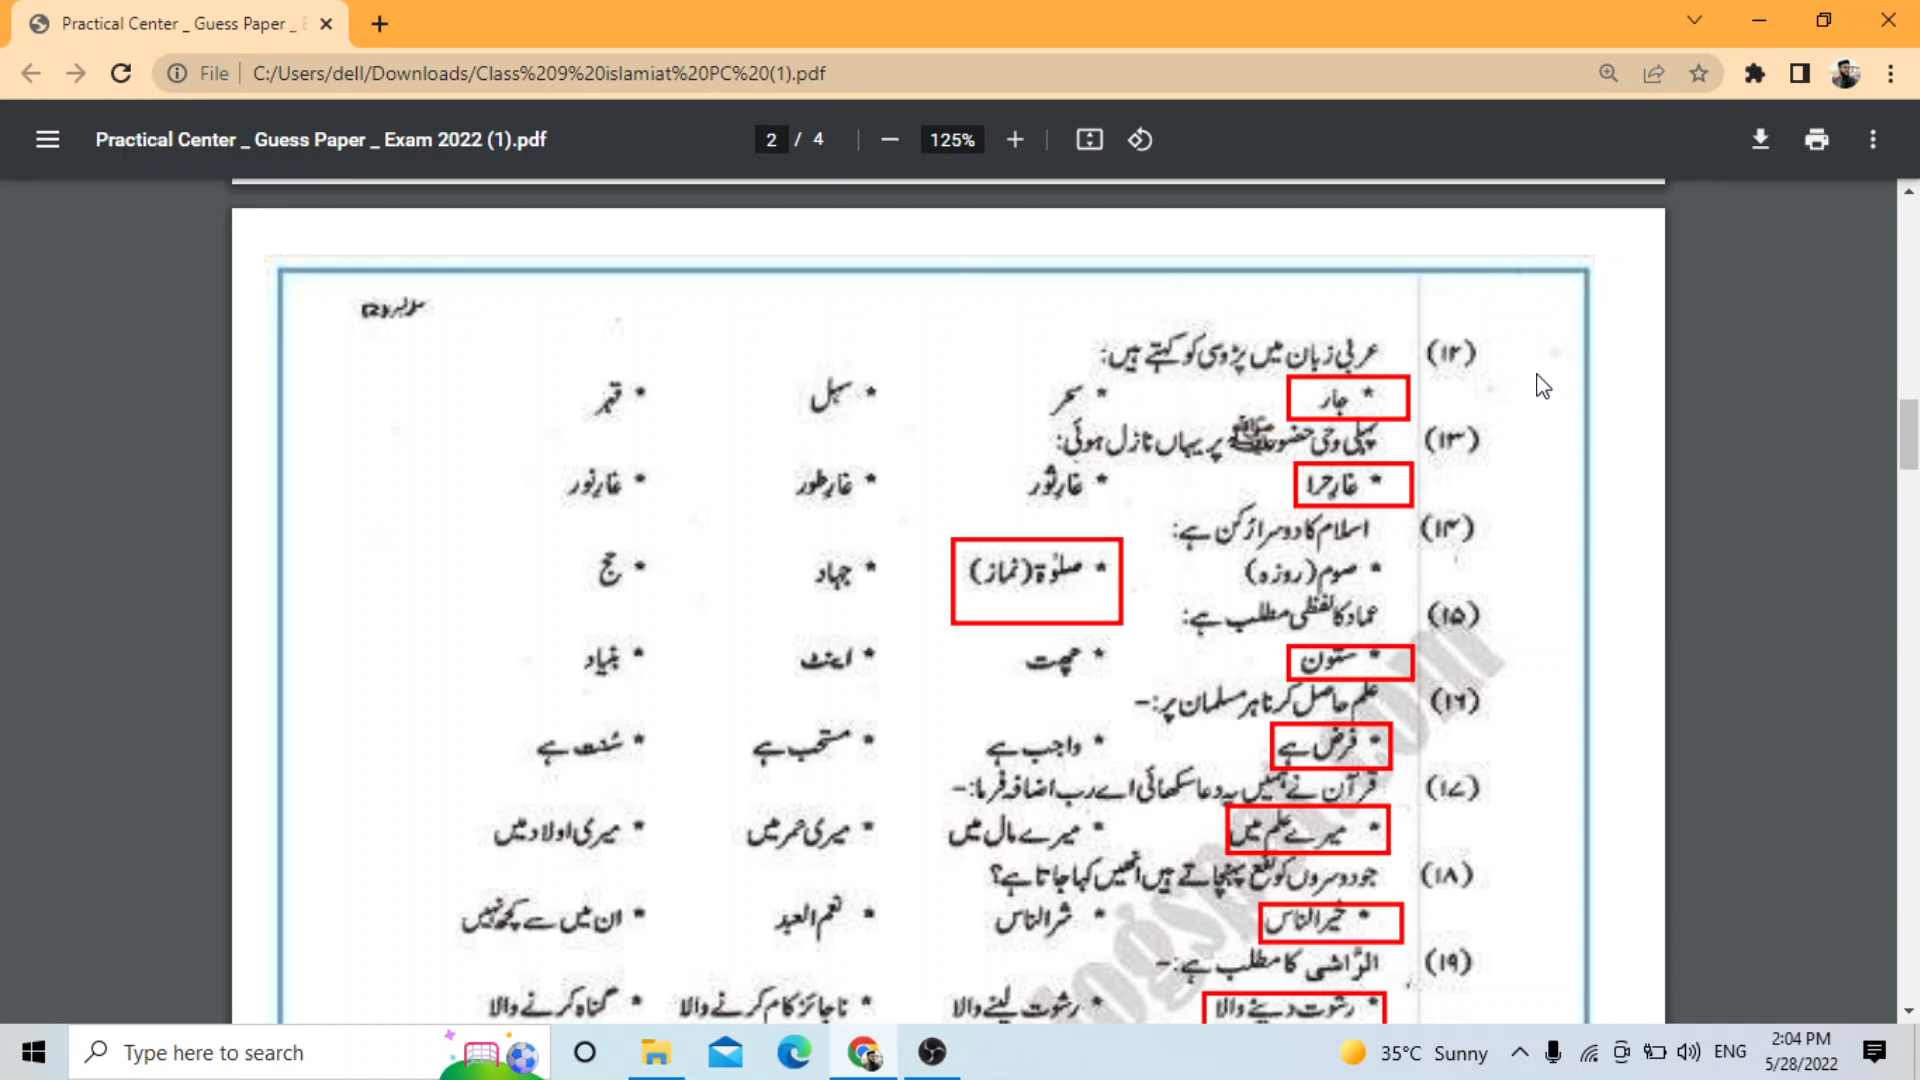 Practical Center _ Guess Paper _ E
File C:/Users/dell/Downloads/Class%209%20islamiat%20PC%20(1).pdf
Practical Center _ Guess Paper _ Exam 2022 (1).pdf 2 / 4 125%
(۱۲) عربی زبان میں پڑوسی کو کہتے ہیں:
* جار * سحر * سہل * قہر
(۱۳) پہلی وحی حضور ﷺ پر یہاں نازل ہوئی:
* غارِحرا * غارِثور * غارِطور * غارِنور
(۱۴) اسلام کا دوسرا رُکن ہے:
* صوم (روزہ) * صلوٰۃ (نماز) * جہاد * حج
(۱۵) عماد کا لفظی مطلب ہے:
* ستون * چھت * اینٹ * بنیاد
(۱۶) علم حاصل کرنا ہر مسلمان پر:-
* فرض ہے * واجب ہے * مستحب ہے * سُنت ہے
(۱۷) قرآن نے ہمیں یہ دعا سکھائی اے رب اضافہ فرما:-
* میرے علم میں * میرے مال میں * میری عمر میں * میری اولاد میں
(۱۸) جو دوسروں کو نفع پہنچاتے ہیں انھیں کہا جاتا ہے؟
* خیرالناس * شرالناس * نعم العبد * ان میں سے کچھ نہیں
(۱۹) الرّاشی کا مطلب ہے:-
* رشوت دینے والا * رشوت لینے والا * ناجائز کام کرنے والا * گناہ کرنے والا
Type here to search 35°C Sunny ENG 2:04 PM
5/28/2022